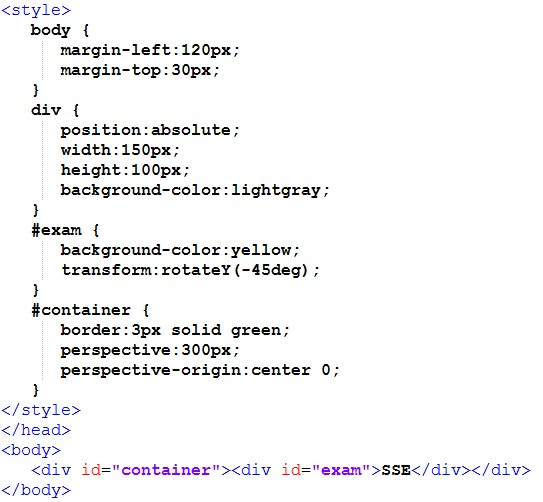 <style>
body {
margin-left:120px;
margin-top:30px;
}
div {
position:absolute;
width:150px;
height:100px;
background-color:lightgray;
}
#exam {
background-color:yellow;
transform:rotateY(-45deg);
}
#container {
border:3px solid green;
perspective:300px;
perspective-origin:center 0;
}
</style>
</head>
<body>
<div id="container"><div id="exam">SSE</div></div>
</body>